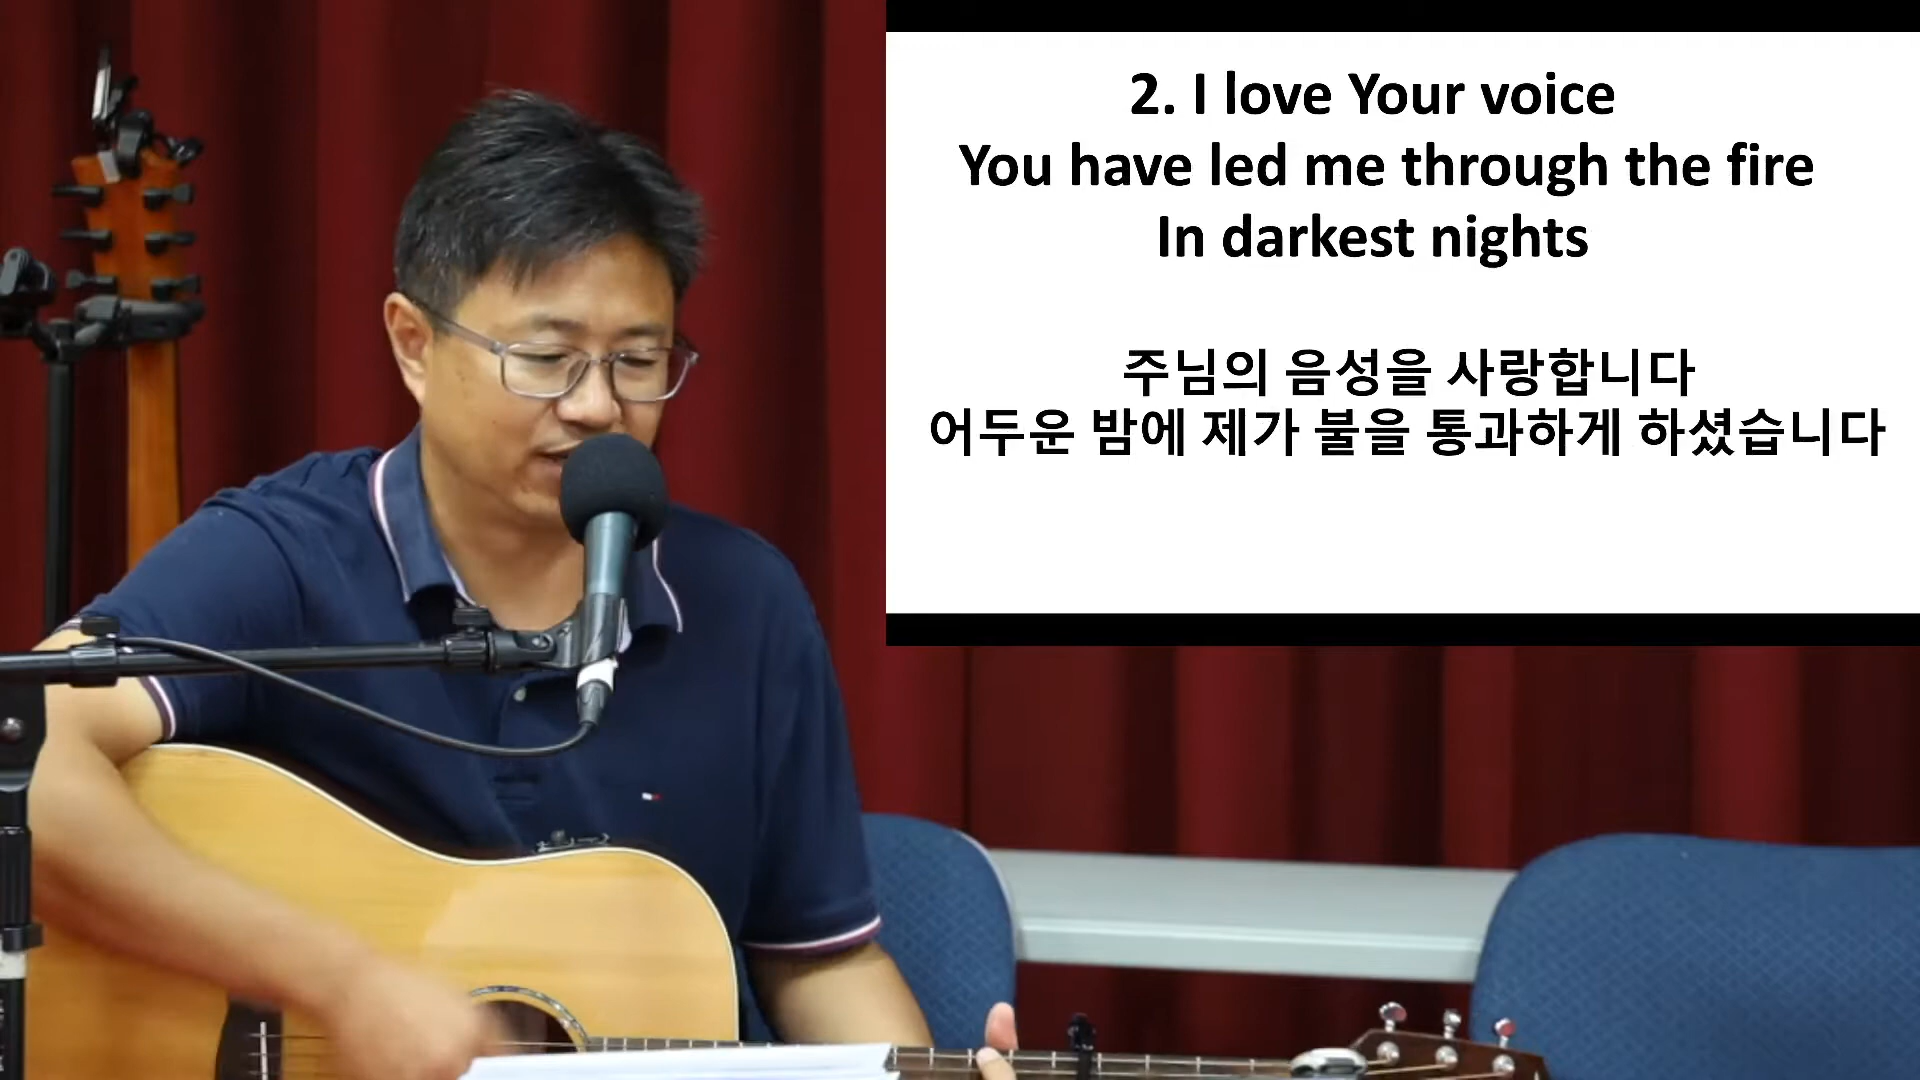 2. I love Your voice
You have led me through the fire
In darkest nights
주님의 음성을 사랑합니다
어두운 밤에 제가 불을 통과하게 하셨습니다